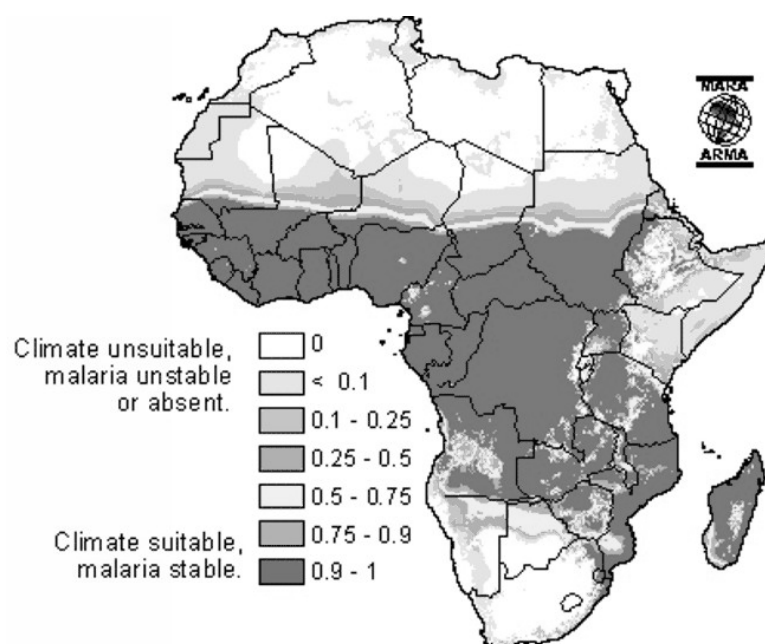 MARA
ARMA
Climate unsuitable,
malaria unstable
or absent.
0
< 0.1
0.1 - 0.25
0.25 - 0.5
0.5 - 0.75
Climate suitable,
malaria stable.
0.75 - 0.9
0.9 - 1